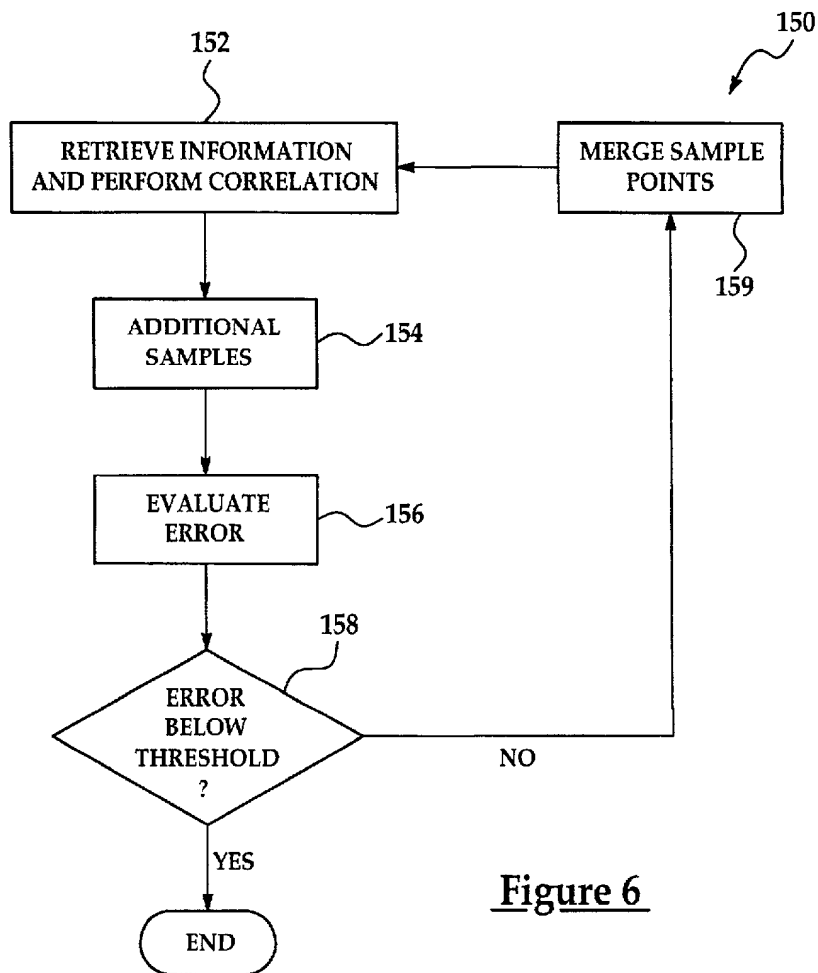 152
150
RETRIEVE INFORMATION
AND PERFORM CORRELATION
MERGE SAMPLE
POINTS
159
ADDITIONAL
SAMPLES
154
EVALUATE
ERROR
156
158
ERROR
BELOW
THRESHOLD
?
NO
YES
END
Figure 6